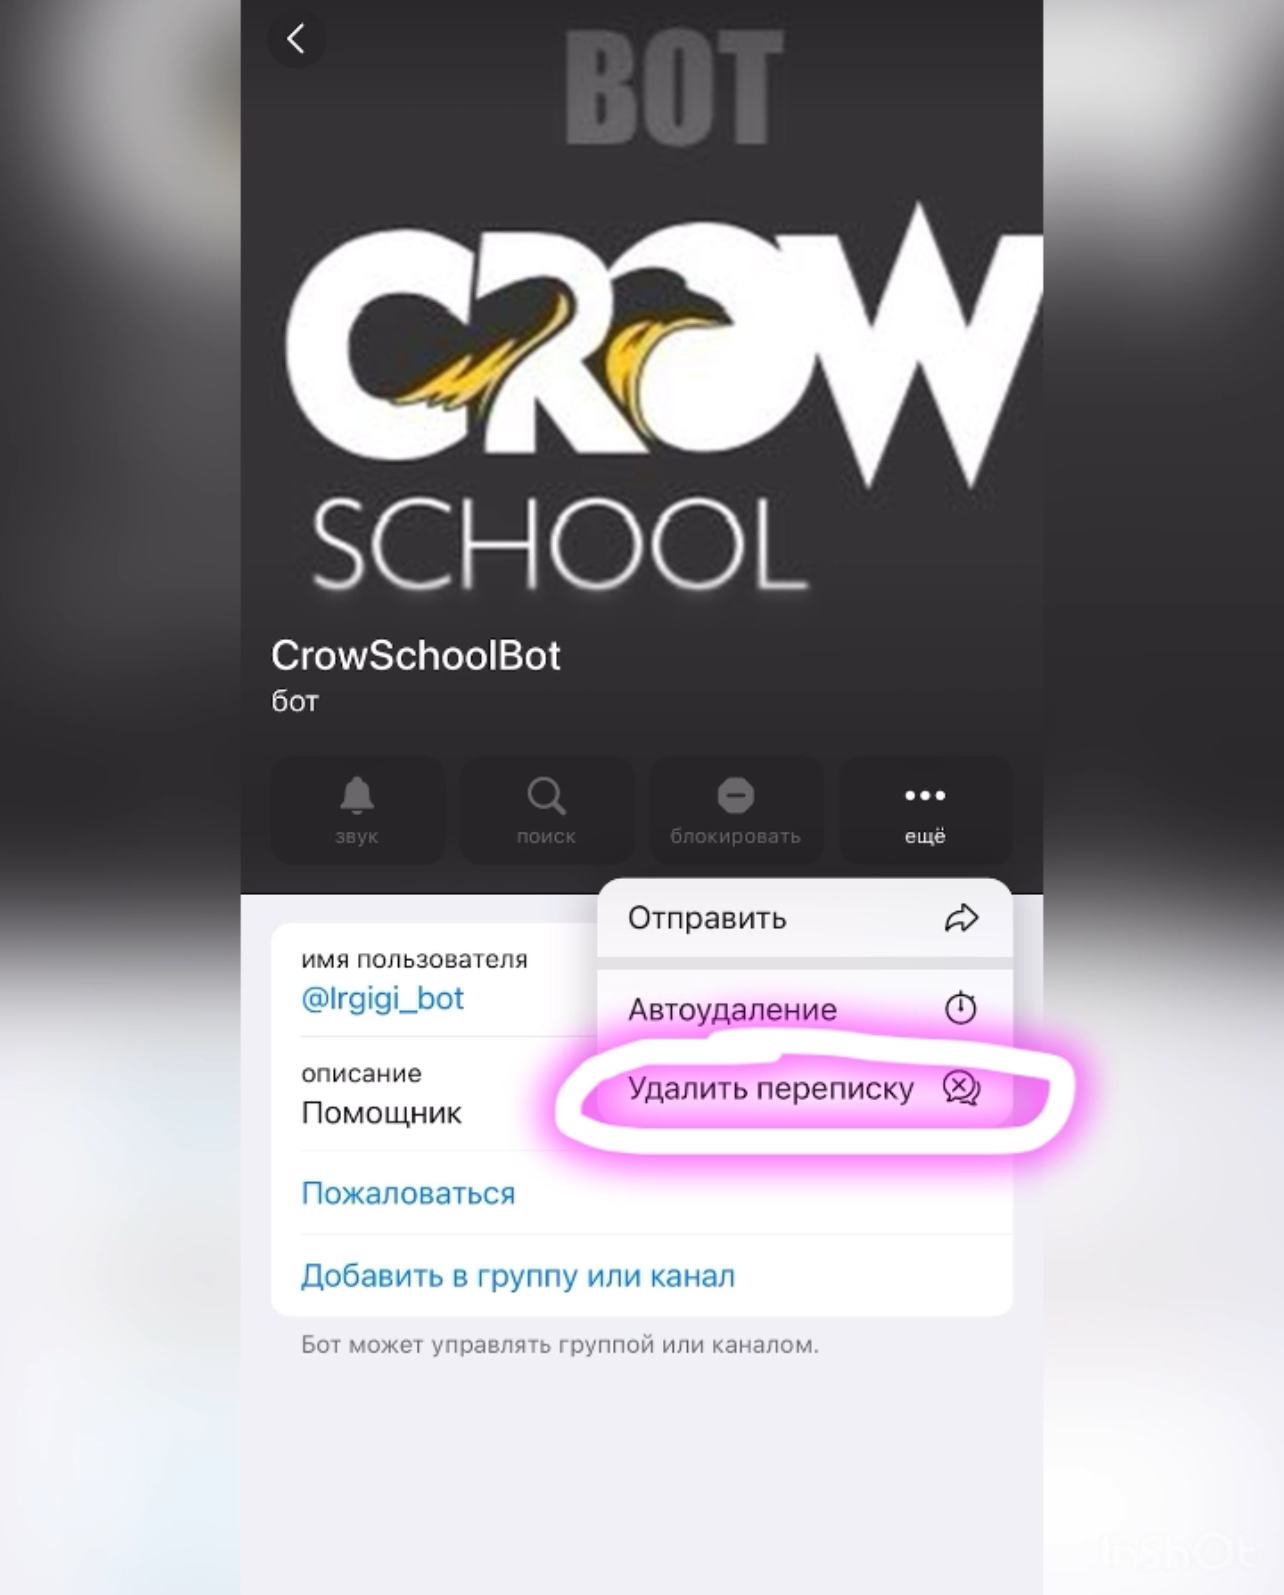 BOT
CROW
SCHOOL
CrowSchoolBot
бот
звук
поиск
блокировать
ещё
Отправить
имя пользователя
@lrgigi_bot
Автоудаление
Удалить переписку
описание
Помощник
Пожаловаться
Добавить в группу или канал
Бот может управлять группой или каналом.
InShOt